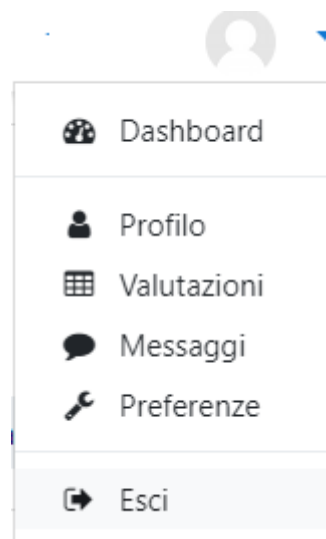 Dashboard
Profilo
Valutazioni
Messaggi
Preferenze
Esci